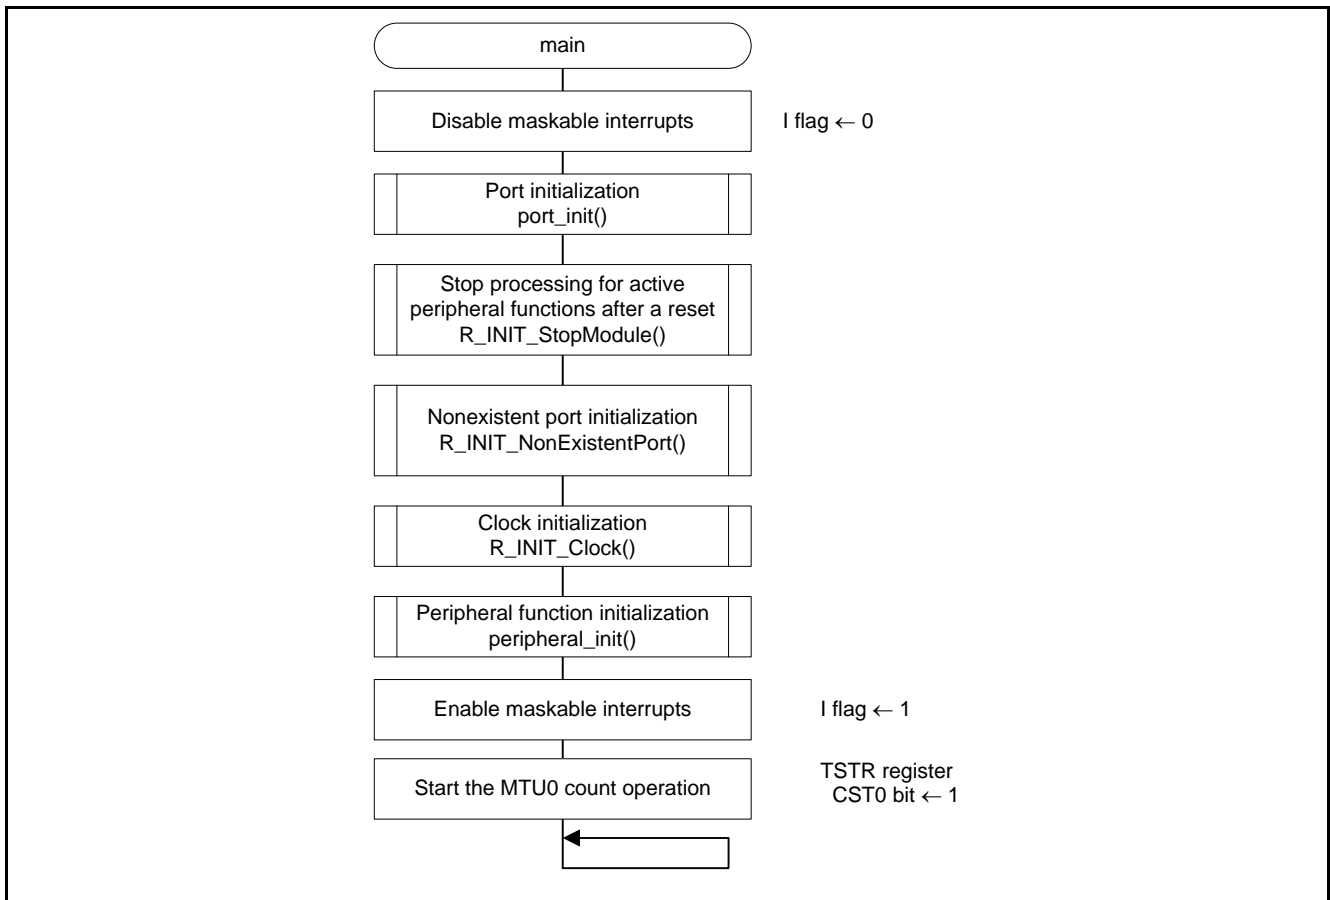 main
Disable maskable interrupts
I flag ← 0
Port initialization
port_init()
Stop processing for active
peripheral functions after a reset
R_INIT_StopModule()
Nonexistent port initialization
R_INIT_NonExistentPort()
Clock initialization
R_INIT_Clock()
Peripheral function initialization
peripheral_init()
Enable maskable interrupts
I flag ← 1
Start the MTU0 count operation
TSTR register
CST0 bit ← 1